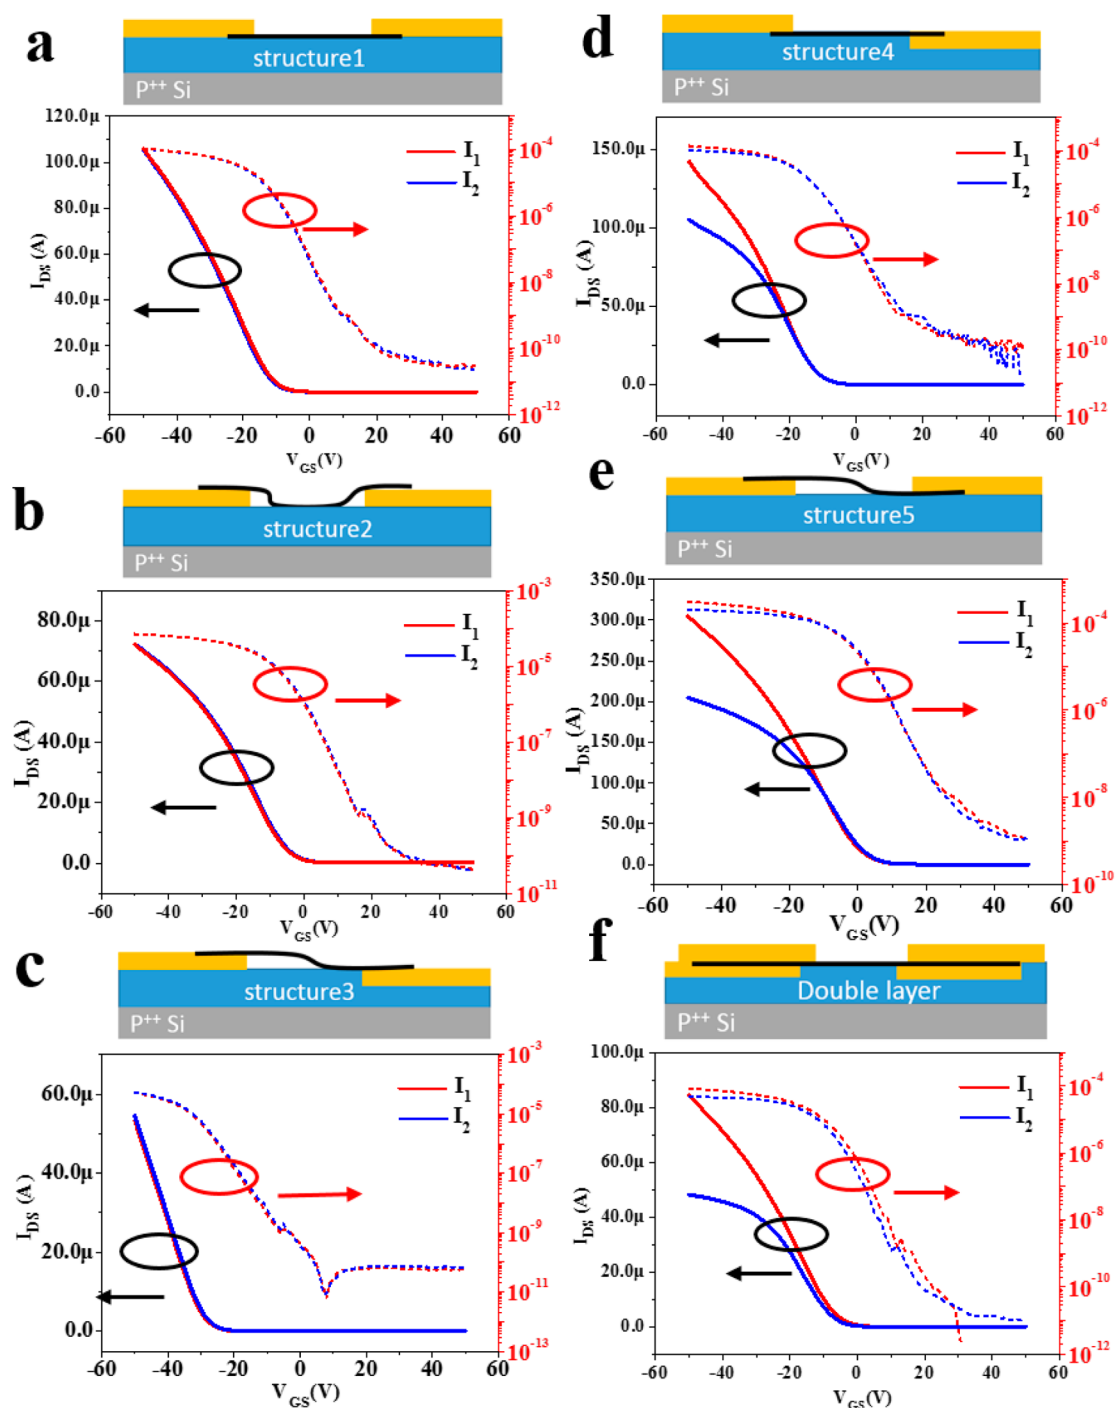 a
structure1
P++ Si
120.0μ
100.0μ
80.0μ
60.0μ
40.0μ
20.0μ
0.0
IDS (A)
I1
I2
10-4
10-6
10-8
10-10
10-12
-60 -40 -20 0 20 40 60
VGS(V)
b
structure2
P++ Si
80.0μ
60.0μ
40.0μ
20.0μ
0.0
IDS (A)
I1
I2
10-3
10-5
10-7
10-9
10-11
-60 -40 -20 0 20 40 60
VGS(V)
c
structure3
P++ Si
60.0μ
40.0μ
20.0μ
0.0
IDS (A)
I1
I2
10-3
10-5
10-7
10-9
10-11
10-13
-60 -40 -20 0 20 40 60
VGS(V)
d
structure4
P++ Si
150.0μ
100.0μ
50.0μ
0.0
IDS (A)
I1
I2
10-4
10-6
10-8
10-10
10-12
-60 -40 -20 0 20 40 60
VGS(V)
e
structure5
P++ Si
350.0μ
300.0μ
250.0μ
200.0μ
150.0μ
100.0μ
50.0μ
0.0
IDS (A)
I1
I2
10-4
10-6
10-8
10-10
-60 -40 -20 0 20 40 60
VGS(V)
f
Double layer
P++ Si
100.0μ
80.0μ
60.0μ
40.0μ
20.0μ
0.0
IDS (A)
I1
I2
10-4
10-6
10-8
10-10
10-12
-60 -40 -20 0 20 40 60
VGS(V)